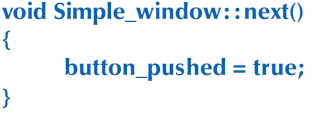 void Simple_window::next()
{
button_pushed = true;
}